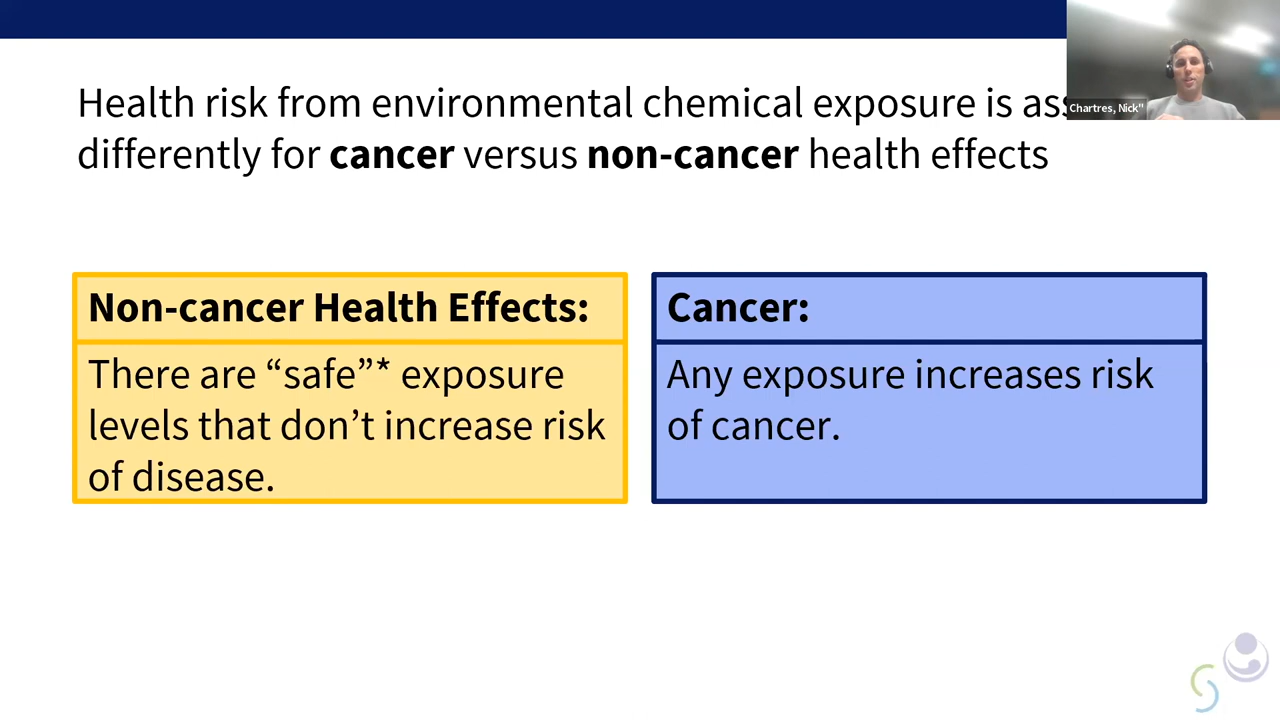 Health risk from environmental chemical exposure is
differently for cancer versus non-cancer health effects
Chartres, Nick"
Non-cancer Health Effects:
There are “safe”* exposure
levels that don’t increase risk
of disease.
Cancer:
Any exposure increases risk
of cancer.